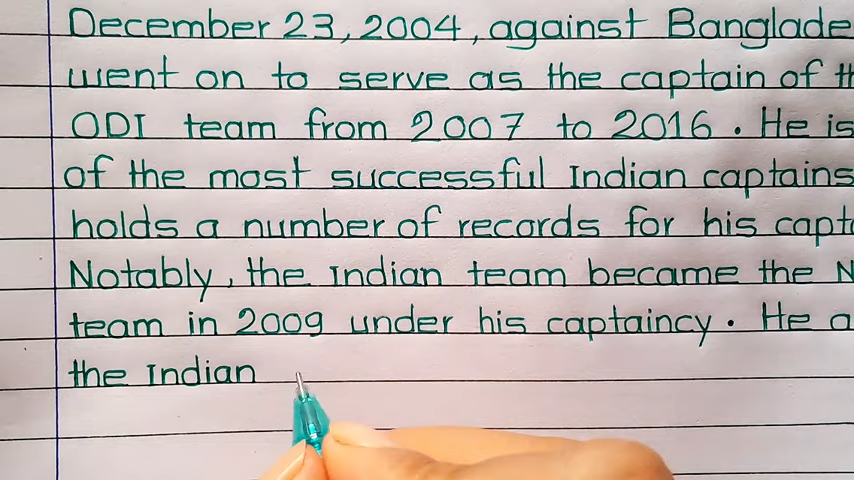 December 23, 2004, against Banglade
went on to serve as the captain of th
ODI team from 2007 to 2016. He is
of the most successful Indian captains
holds a number of records for his capta
Notably, the Indian team became the N
team in 2009 under his captaincy. He a
the Indian